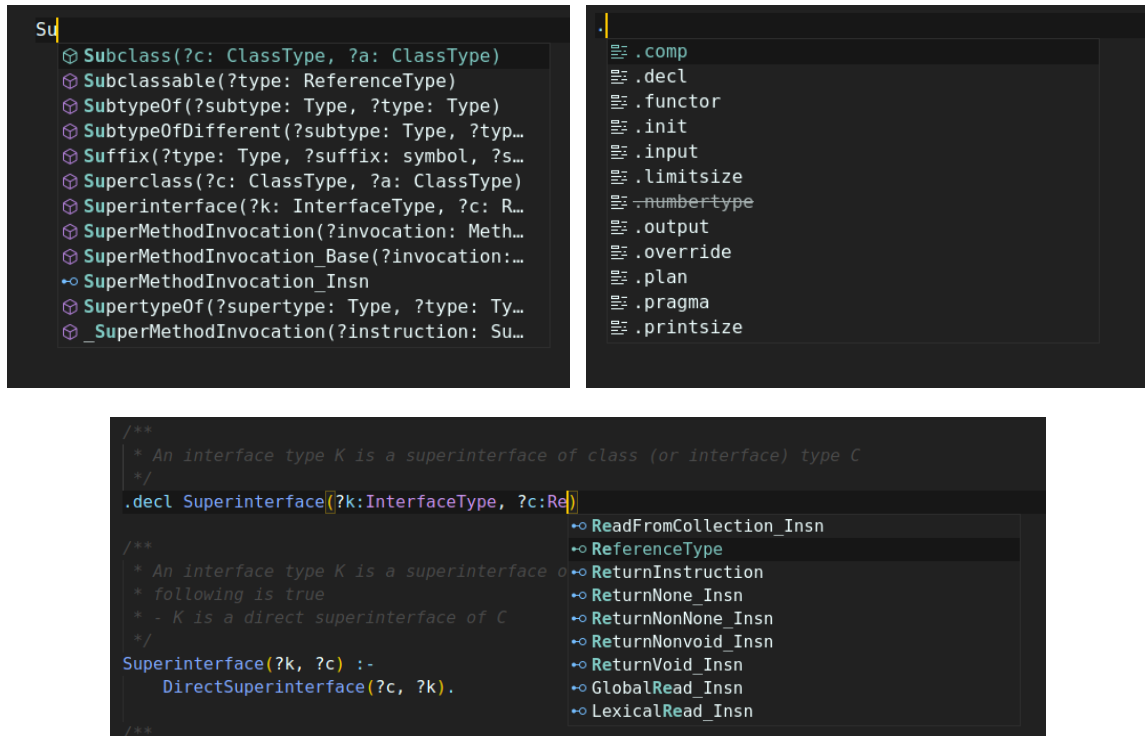 Su
Subclass(?c: ClassType, ?a: ClassType)
Subclassable(?type: ReferenceType)
SubtypeOf(?subtype: Type, ?type: Type)
SubtypeOfDifferent(?subtype: Type, ?typ…
Suffix(?type: Type, ?suffix: symbol, ?s…
Superclass(?c: ClassType, ?a: ClassType)
Superinterface(?k: InterfaceType, ?c: R…
SuperMethodInvocation(?invocation: Meth…
SuperMethodInvocation_Base(?invocation:…
SuperMethodInvocation_Insn
SupertypeOf(?supertype: Type, ?type: Ty…
_SuperMethodInvocation(?instruction: Su…
.
.comp
.decl
.functor
.init
.input
.limitsize
.numbertype
.output
.override
.plan
.pragma
.printsize
/**
* An interface type K is a superinterface of class (or interface) type C
*/
.decl Superinterface(?k:InterfaceType, ?c:Re)
ReadFromCollection_Insn
ReferenceType
ReturnInstruction
ReturnNone_Insn
ReturnNonNone_Insn
ReturnNonvoid_Insn
ReturnVoid_Insn
GlobalRead_Insn
LexicalRead_Insn
/**
* An interface type K is a superinterface o
* following is true
* - K is a direct superinterface of C
*/
Superinterface(?k, ?c) :-
DirectSuperinterface(?c, ?k).
/**